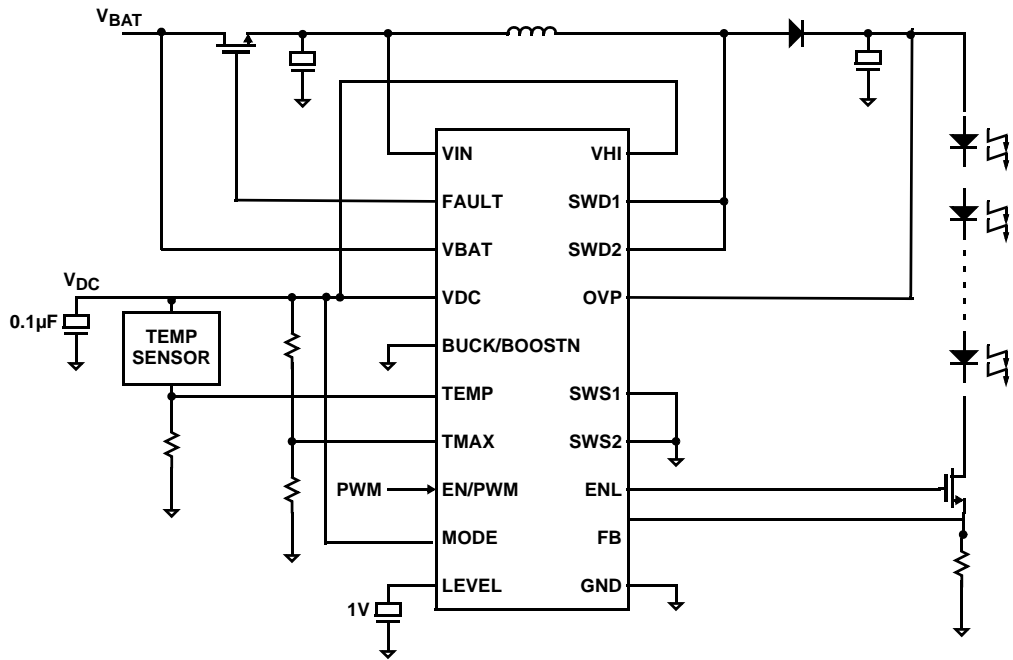 VBAT
VIN
VHI
FAULT
SWD1
VBAT
SWD2
VDC
VDC
OVP
0.1µF
TEMP
SENSOR
BUCK/BOOSTN
TEMP
SWS1
TMAX
SWS2
PWM
EN/PWM
ENL
MODE
FB
LEVEL
GND
1V